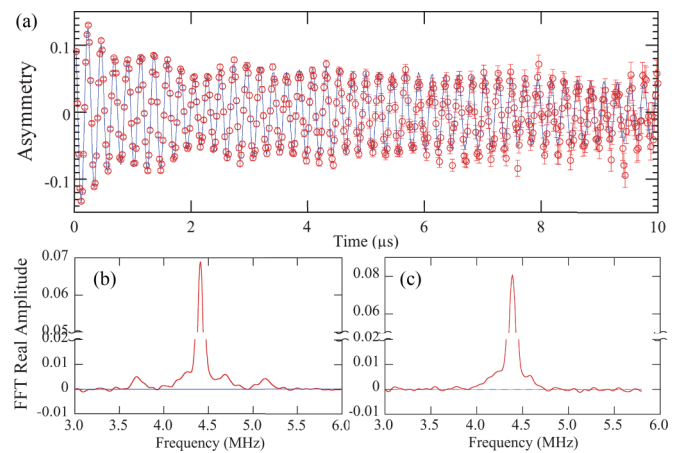 (a)
Asymmetry
0.1
0
-0.1
0 2 4 6 8 10
Time (μs)
FFT Real Amplitude
(b)
0.07
0.06
0.05
0.02
0.01
0
-0.01
3.0 3.5 4.0 4.5 5.0 5.5 6.0
Frequency (MHz)
(c)
0.08
0.06
0.02
0.01
0
-0.01
3.0 3.5 4.0 4.5 5.0 5.5 6.0
Frequency (MHz)